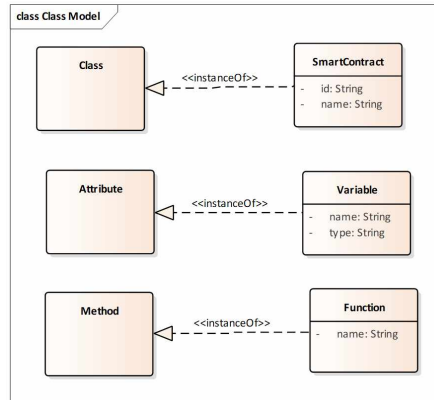 class Class Model
Class
<<instanceOf>>
SmartContract
- id: String
- name: String
Attribute
<<instanceOf>>
Variable
- name: String
- type: String
Method
<<instanceOf>>
Function
- name: String